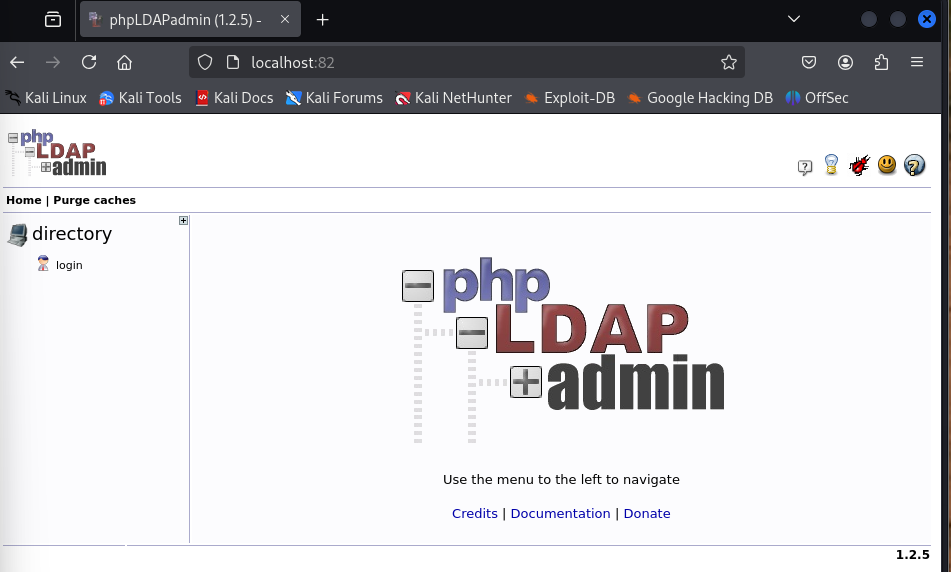 phpLDAPadmin (1.2.5) -
localhost:82
Kali Linux Kali Tools Kali Docs Kali Forums Kali NetHunter Exploit-DB Google Hacking DB OffSec
php
LDAP
admin
Home | Purge caches
directory
login
php
LDAP
admin
Use the menu to the left to navigate
Credits | Documentation | Donate
1.2.5